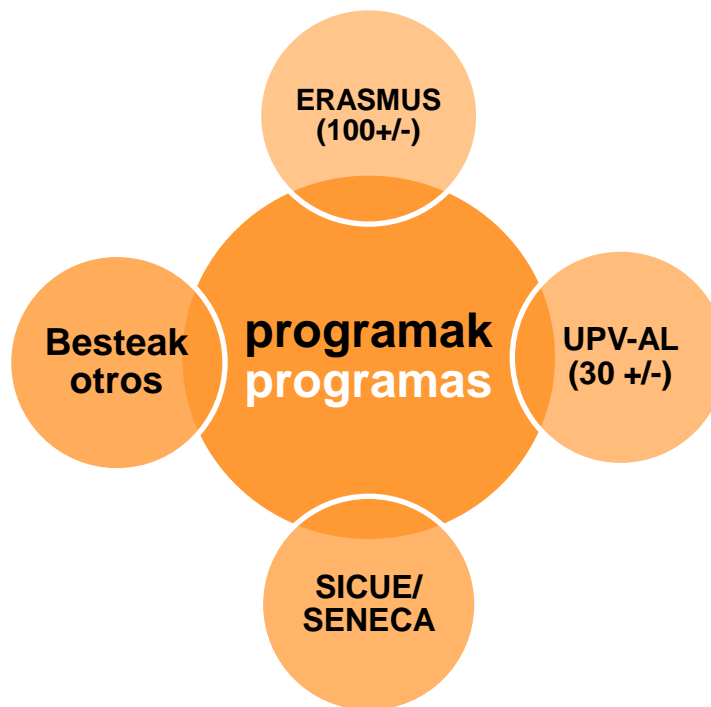 ERASMUS
(100+/-)
Besteak
otros
programak
programas
UPV-AL
(30 +/-)
SICUE/
SENECA